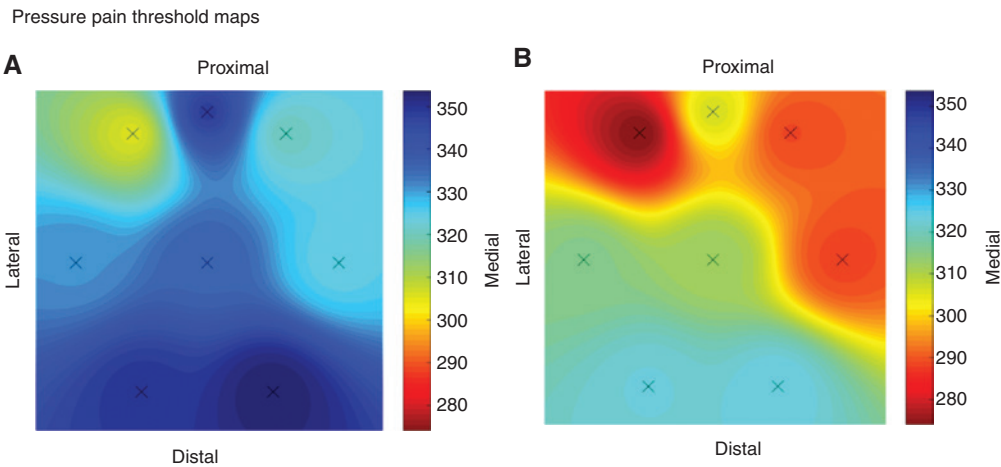 Pressure pain threshold maps
A
Proximal
Lateral
Medial
Distal
350
340
330
320
310
300
290
280
B
Proximal
Lateral
Medial
Distal
350
340
330
320
310
300
290
280